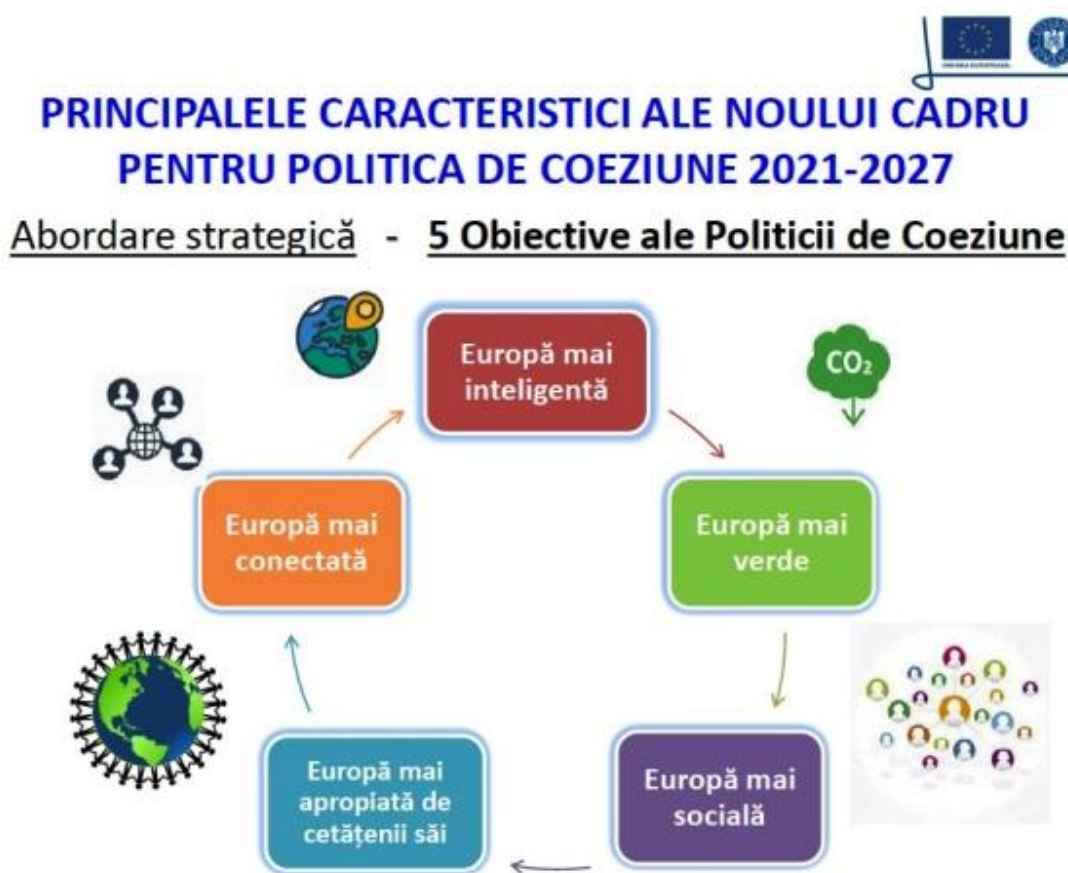 UNIUNEA EUROPEANĂ
PRINCIPALELE CARACTERISTICI ALE NOULUI CADRU
PENTRU POLITICA DE COEZIUNE 2021-2027
Abordare strategică - 5 Obiective ale Politicii de Coeziune
Europă mai
inteligentă
CO₂
Europă mai
conectată
Europă mai
verde
Europă mai
apropiată de
cetățenii săi
Europă mai
socială